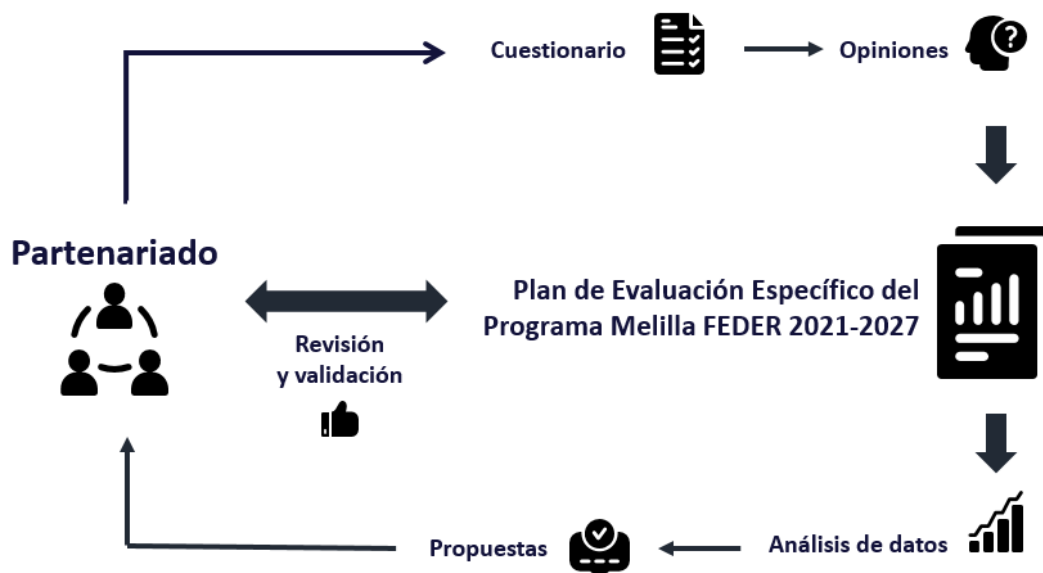 Cuestionario
Opiniones
?
Partenariado
Plan de Evaluación Específico del
Programa Melilla FEDER 2021-2027
Revisión
y validación
Propuestas
Análisis de datos